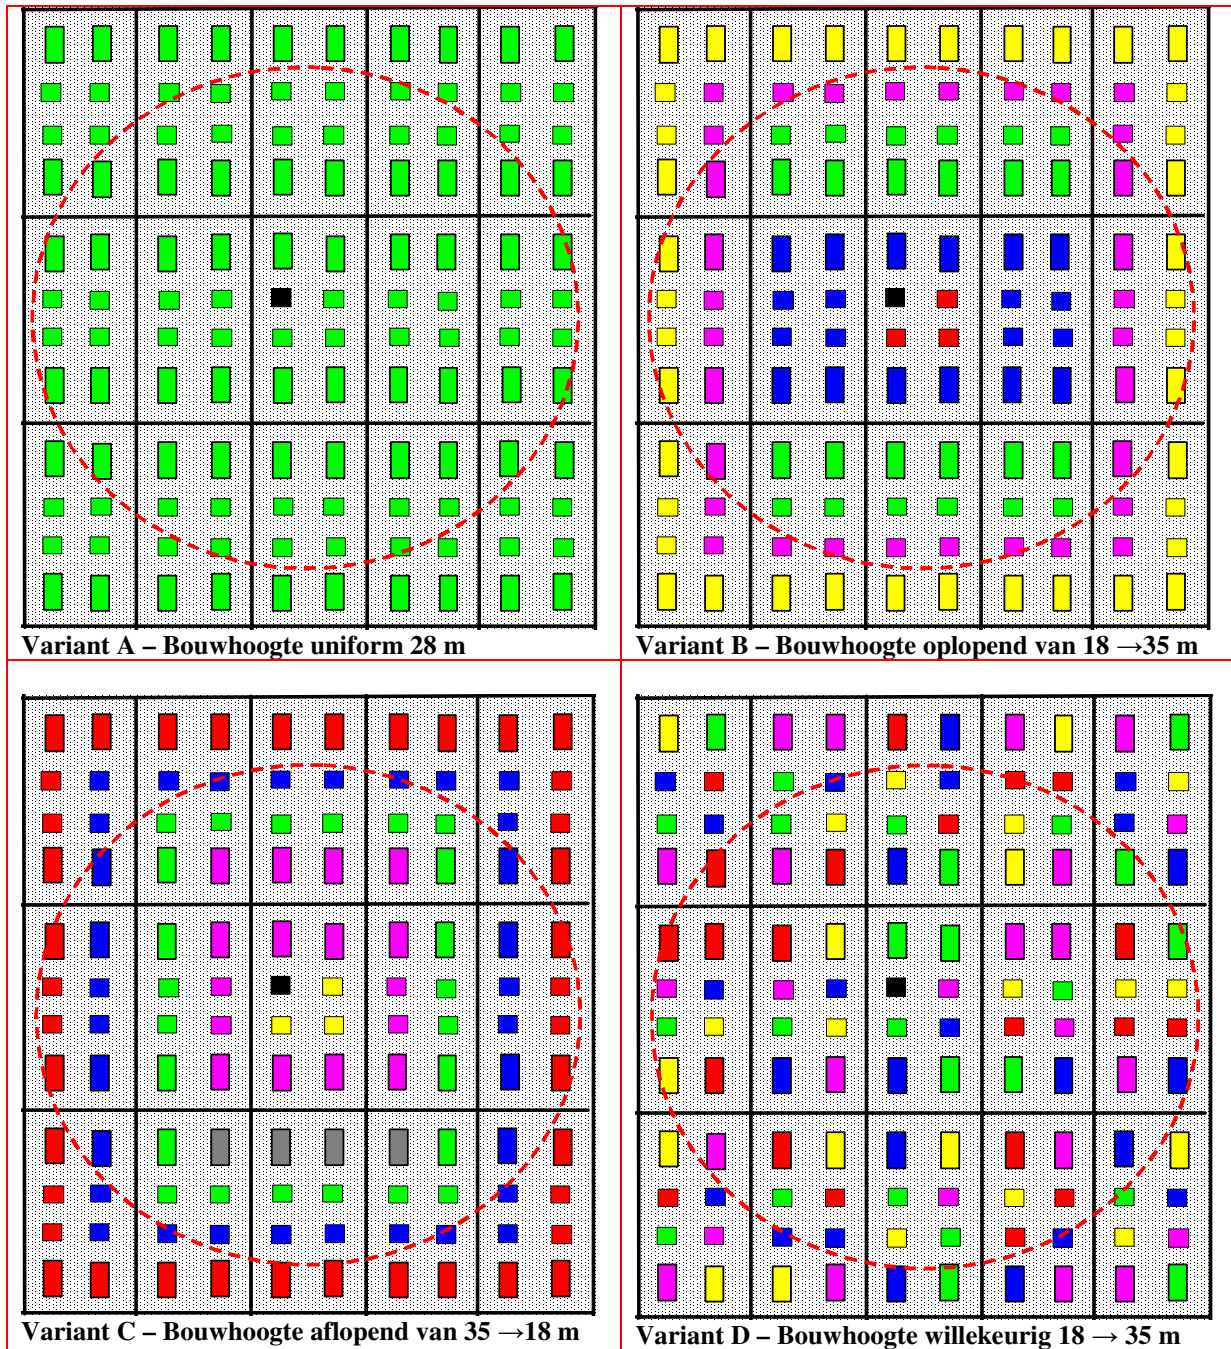 Variant A – Bouwhoogte uniform 28 m
Variant B – Bouwhoogte oplopend van 18 →35 m
Variant C – Bouwhoogte aflopend van 35 →18 m
Variant D – Bouwhoogte willekeurig 18 → 35 m